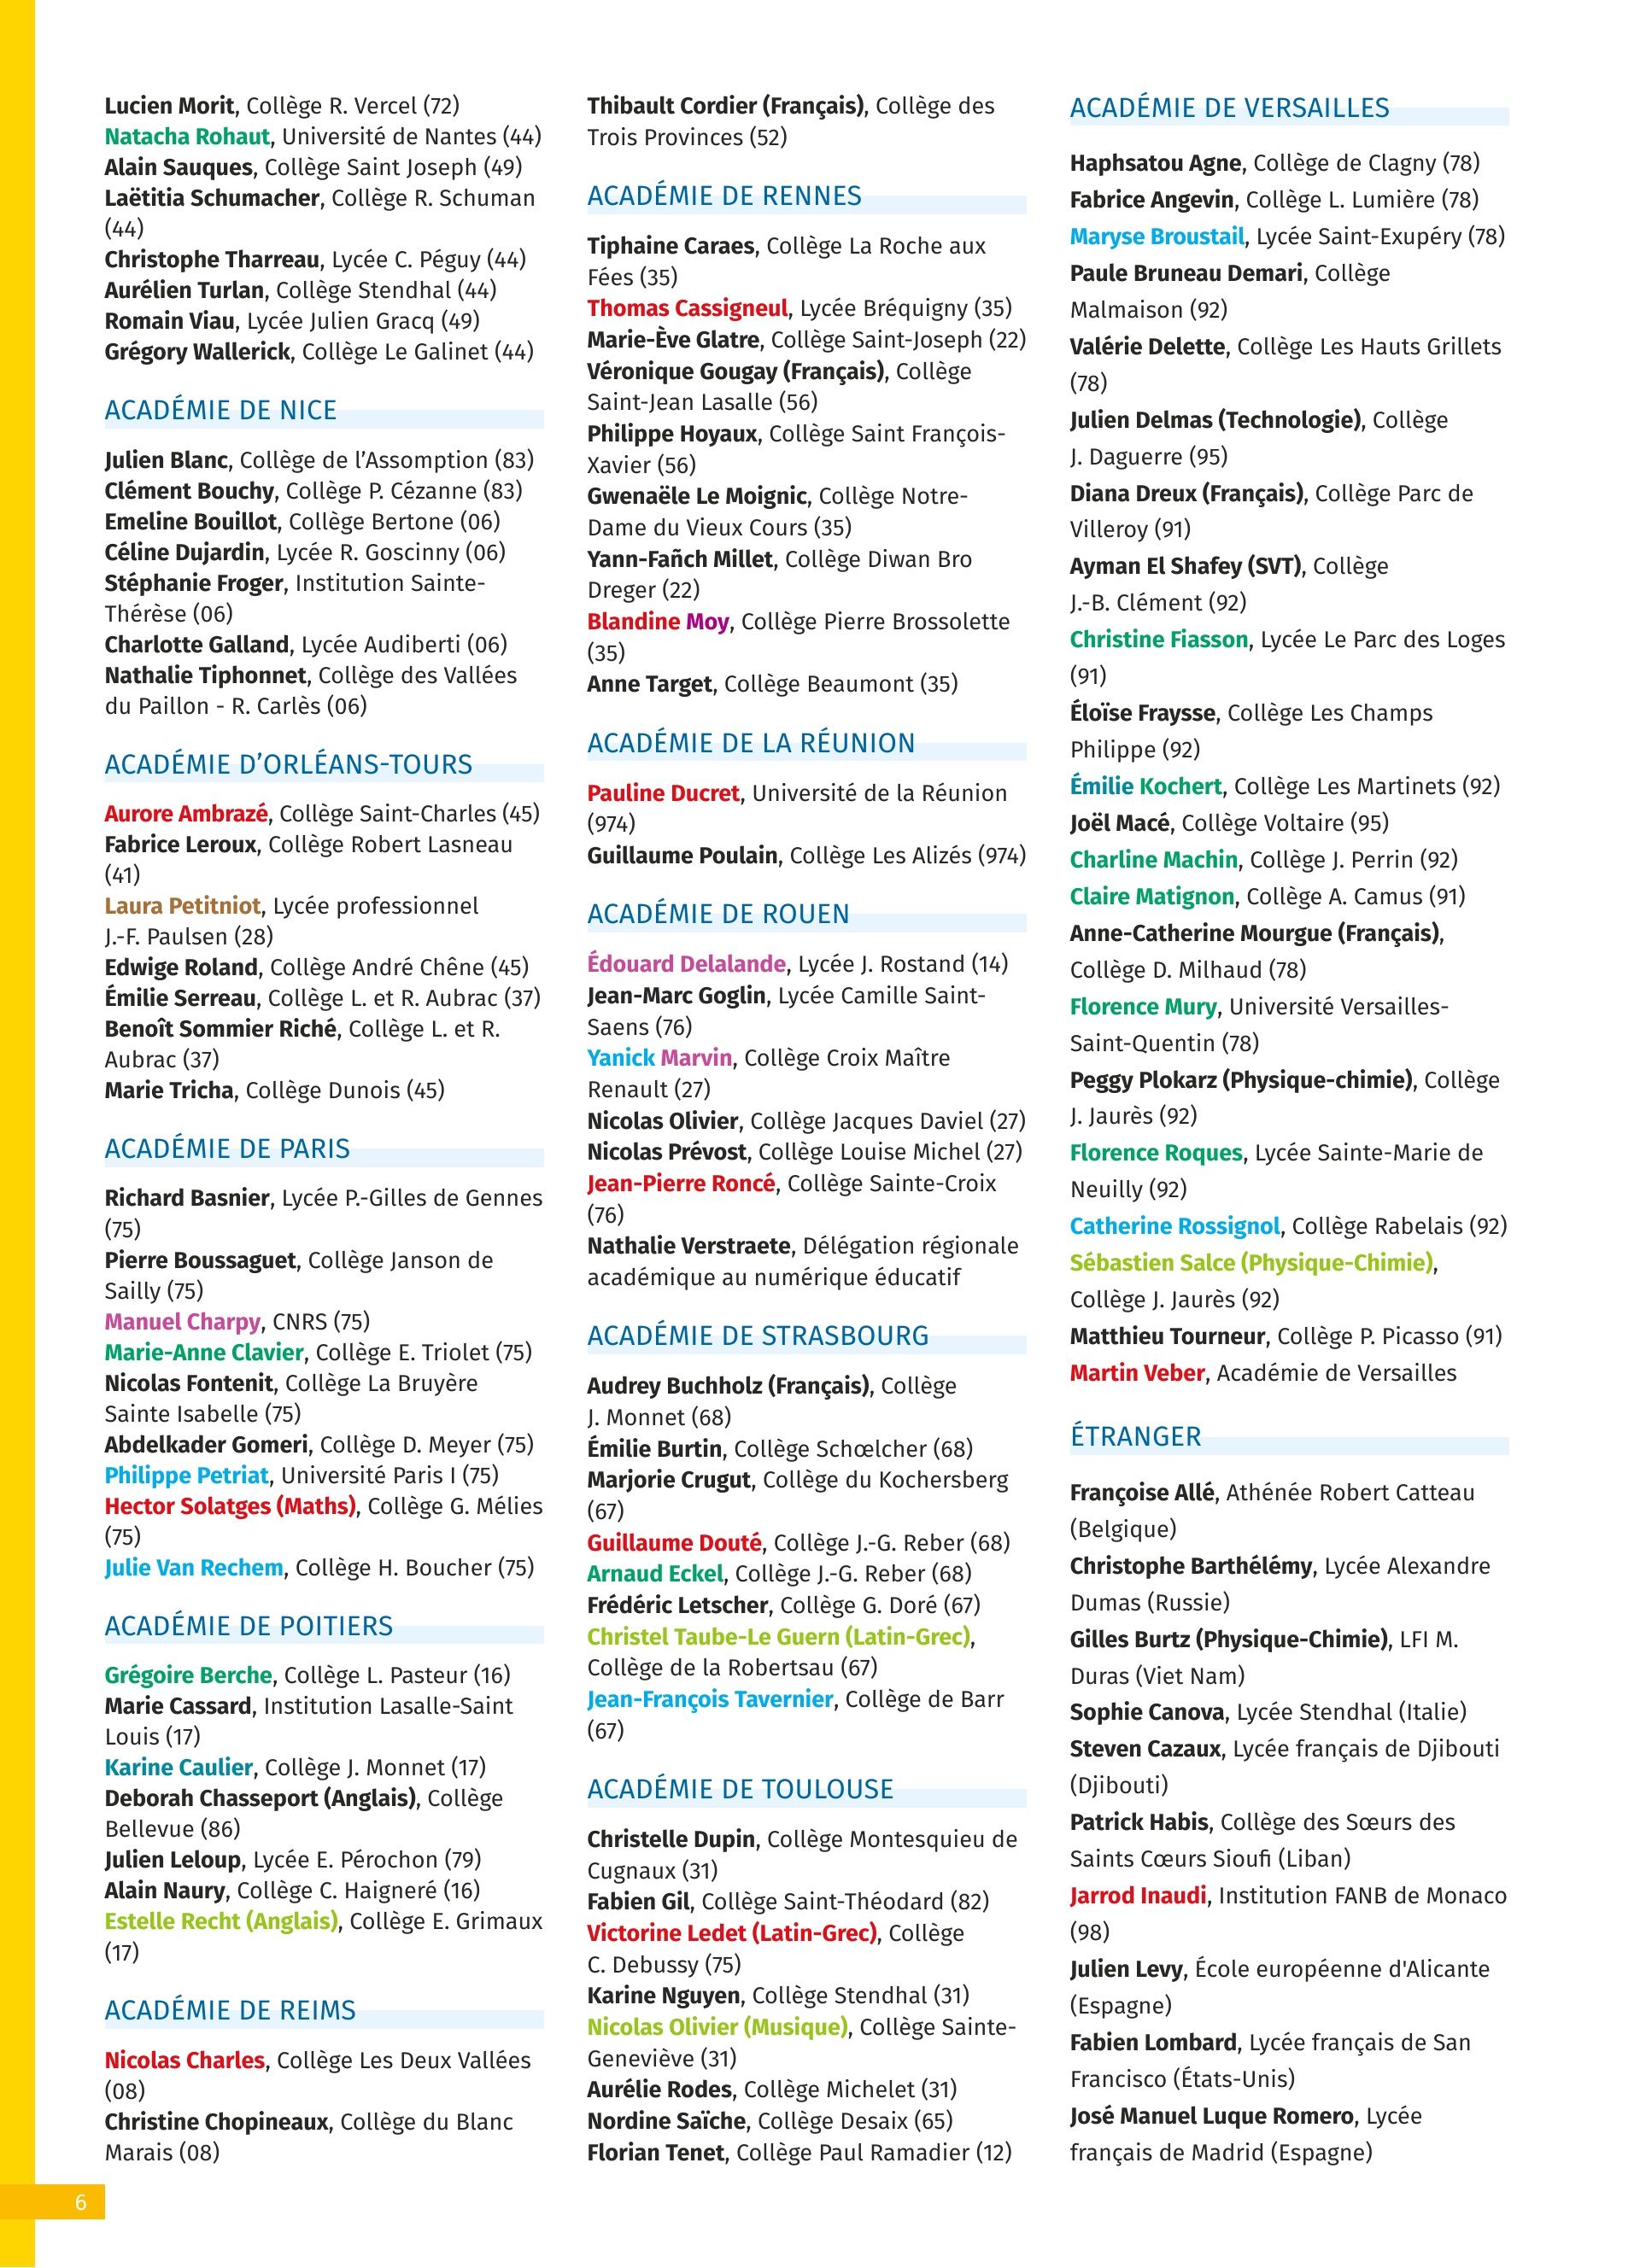 Lucien Morit, Collège R. Vercel (72)
Natacha Rohaut, Université de Nantes (44)
Alain Sauques, Collège Saint Joseph (49)
Laëtitia Schumacher, Collège R. Schuman
(44)
Christophe Tharreau, Lycée C. Péguy (44)
Aurélien Turlan, Collège Stendhal (44)
Romain Viau, Lycée Julien Gracq (49)
Grégory Wallerick, Collège Le Galinet (44)
ACADÉMIE DE NICE
Julien Blanc, Collège de l’Assomption (83)
Clément Bouchy, Collège P. Cézanne (83)
Emeline Bouillot, Collège Bertone (06)
Céline Dujardin, Lycée R. Goscinny (06)
Stéphanie Froger, Institution Sainte-
Thérèse (06)
Charlotte Galland, Lycée Audiberti (06)
Nathalie Tiphonnet, Collège des Vallées
du Paillon - R. Carlès (06)
ACADÉMIE D’ORLÉANS-TOURS
Aurore Ambrazé, Collège Saint-Charles (45)
Fabrice Leroux, Collège Robert Lasneau
(41)
Laura Petitniot, Lycée professionnel
J.-F. Paulsen (28)
Edwige Roland, Collège André Chêne (45)
Émilie Serreau, Collège L. et R. Aubrac (37)
Benoît Sommier Riché, Collège L. et R.
Aubrac (37)
Marie Tricha, Collège Dunois (45)
ACADÉMIE DE PARIS
Richard Basnier, Lycée P.-Gilles de Gennes
(75)
Pierre Boussaguet, Collège Janson de
Sailly (75)
Manuel Charpy, CNRS (75)
Marie-Anne Clavier, Collège E. Triolet (75)
Nicolas Fontenit, Collège La Bruyère
Sainte Isabelle (75)
Abdelkader Gomeri, Collège D. Meyer (75)
Philippe Petriat, Université Paris I (75)
Hector Solatges (Maths), Collège G. Mélies
(75)
Julie Van Rechem, Collège H. Boucher (75)
ACADÉMIE DE POITIERS
Grégoire Berche, Collège L. Pasteur (16)
Marie Cassard, Institution Lasalle-Saint
Louis (17)
Karine Caulier, Collège J. Monnet (17)
Deborah Chasseport (Anglais), Collège
Bellevue (86)
Julien Leloup, Lycée E. Pérochon (79)
Alain Naury, Collège C. Haigneré (16)
Estelle Recht (Anglais), Collège E. Grimaux
(17)
ACADÉMIE DE REIMS
Nicolas Charles, Collège Les Deux Vallées
(08)
Christine Chopineaux, Collège du Blanc
Marais (08)
Thibault Cordier (Français), Collège des
Trois Provinces (52)
ACADÉMIE DE RENNES
Tiphaine Caraes, Collège La Roche aux
Fées (35)
Thomas Cassigneul, Lycée Bréquigny (35)
Marie-Ève Glatre, Collège Saint-Joseph (22)
Véronique Gougay (Français), Collège
Saint-Jean Lasalle (56)
Philippe Hoyaux, Collège Saint François-
Xavier (56)
Gwenaële Le Moignic, Collège Notre-
Dame du Vieux Cours (35)
Yann-Fañch Millet, Collège Diwan Bro
Dreger (22)
Blandine Moy, Collège Pierre Brossolette
(35)
Anne Target, Collège Beaumont (35)
ACADÉMIE DE LA RÉUNION
Pauline Ducret, Université de la Réunion
(974)
Guillaume Poulain, Collège Les Alizés (974)
ACADÉMIE DE ROUEN
Édouard Delalande, Lycée J. Rostand (14)
Jean-Marc Goglin, Lycée Camille Saint-
Saens (76)
Yanick Marvin, Collège Croix Maître
Renault (27)
Nicolas Olivier, Collège Jacques Daviel (27)
Nicolas Prévost, Collège Louise Michel (27)
Jean-Pierre Roncé, Collège Sainte-Croix
(76)
Nathalie Verstraete, Délégation régionale
académique au numérique éducatif
ACADÉMIE DE STRASBOURG
Audrey Buchholz (Français), Collège
J. Monnet (68)
Émilie Burtin, Collège Schœlcher (68)
Marjorie Crugut, Collège du Kochersberg
(67)
Guillaume Douté, Collège J.-G. Reber (68)
Arnaud Eckel, Collège J.-G. Reber (68)
Frédéric Letscher, Collège G. Doré (67)
Christel Taube-Le Guern (Latin-Grec),
Collège de la Robertsau (67)
Jean-François Tavernier, Collège de Barr
(67)
ACADÉMIE DE TOULOUSE
Christelle Dupin, Collège Montesquieu de
Cugnaux (31)
Fabien Gil, Collège Saint-Théodard (82)
Victorine Ledet (Latin-Grec), Collège
C. Debussy (75)
Karine Nguyen, Collège Stendhal (31)
Nicolas Olivier (Musique), Collège Sainte-
Geneviève (31)
Aurélie Rodes, Collège Michelet (31)
Nordine Saïche, Collège Desaix (65)
Florian Tenet, Collège Paul Ramadier (12)
ACADÉMIE DE VERSAILLES
Haphsatou Agne, Collège de Clagny (78)
Fabrice Angevin, Collège L. Lumière (78)
Maryse Broustail, Lycée Saint-Exupéry (78)
Paule Bruneau Demari, Collège
Malmaison (92)
Valérie Delette, Collège Les Hauts Grillets
(78)
Julien Delmas (Technologie), Collège
J. Daguerre (95)
Diana Dreux (Français), Collège Parc de
Villeroy (91)
Ayman El Shafey (SVT), Collège
J.-B. Clément (92)
Christine Fiasson, Lycée Le Parc des Loges
(91)
Éloïse Fraysse, Collège Les Champs
Philippe (92)
Émilie Kochert, Collège Les Martinets (92)
Joël Macé, Collège Voltaire (95)
Charline Machin, Collège J. Perrin (92)
Claire Matignon, Collège A. Camus (91)
Anne-Catherine Mourgue (Français),
Collège D. Milhaud (78)
Florence Mury, Université Versailles-
Saint-Quentin (78)
Peggy Plokarz (Physique-chimie), Collège
J. Jaurès (92)
Florence Roques, Lycée Sainte-Marie de
Neuilly (92)
Catherine Rossignol, Collège Rabelais (92)
Sébastien Salce (Physique-Chimie),
Collège J. Jaurès (92)
Matthieu Tourneur, Collège P. Picasso (91)
Martin Veber, Académie de Versailles
ÉTRANGER
Françoise Allé, Athénée Robert Catteau
(Belgique)
Christophe Barthélémy, Lycée Alexandre
Dumas (Russie)
Gilles Burtz (Physique-Chimie), LFI M.
Duras (Viet Nam)
Sophie Canova, Lycée Stendhal (Italie)
Steven Cazaux, Lycée français de Djibouti
(Djibouti)
Patrick Habis, Collège des Sœurs des
Saints Cœurs Sioufi (Liban)
Jarrod Inaudi, Institution FANB de Monaco
(98)
Julien Levy, École européenne d'Alicante
(Espagne)
Fabien Lombard, Lycée français de San
Francisco (États-Unis)
José Manuel Luque Romero, Lycée
français de Madrid (Espagne)
6